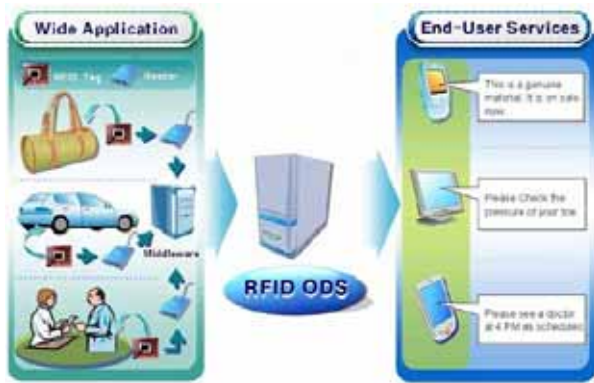 Wide Application
RFID Tag
Reader
Middleware
RFID ODS
End-User Services
This is a genuine
material. It is on sale
now.
Please Check the
pressure of your tire
Please see a doctor
at 4 PM as scheduled